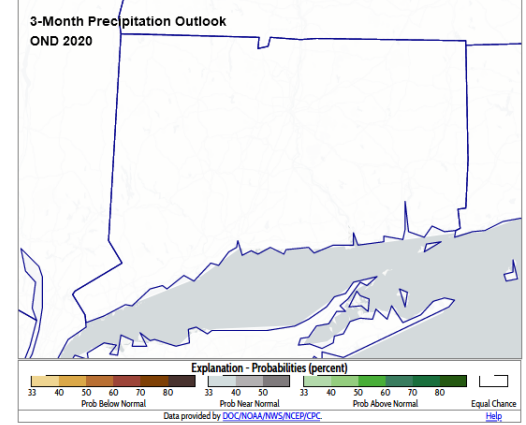 3-Month Precipitation Outlook
OND 2020
Explanation - Probabilities (percent)
33 40 50 60 70 80 33 40 50 33 40 50 60 70 80
Prob Below Normal Prob Near Normal Prob Above Normal Equal Chance
Data provided by DOC/NOAA/NWS/NCEP/CPC. Help